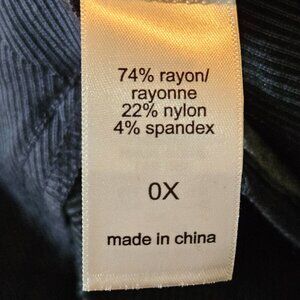 74% rayon/
rayonne
22% nylon
4% spandex
0X
made in china